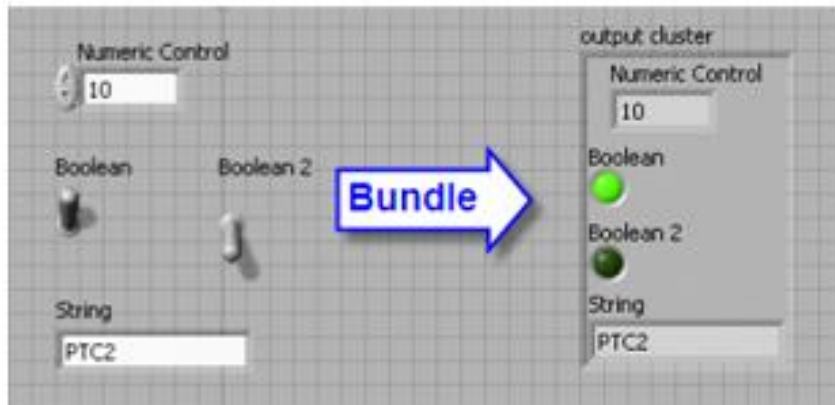 Numeric Control
10
Boolean
Boolean 2
String
PTC2
Bundle
output cluster
Numeric Control
10
Boolean
Boolean 2
String
PTC2